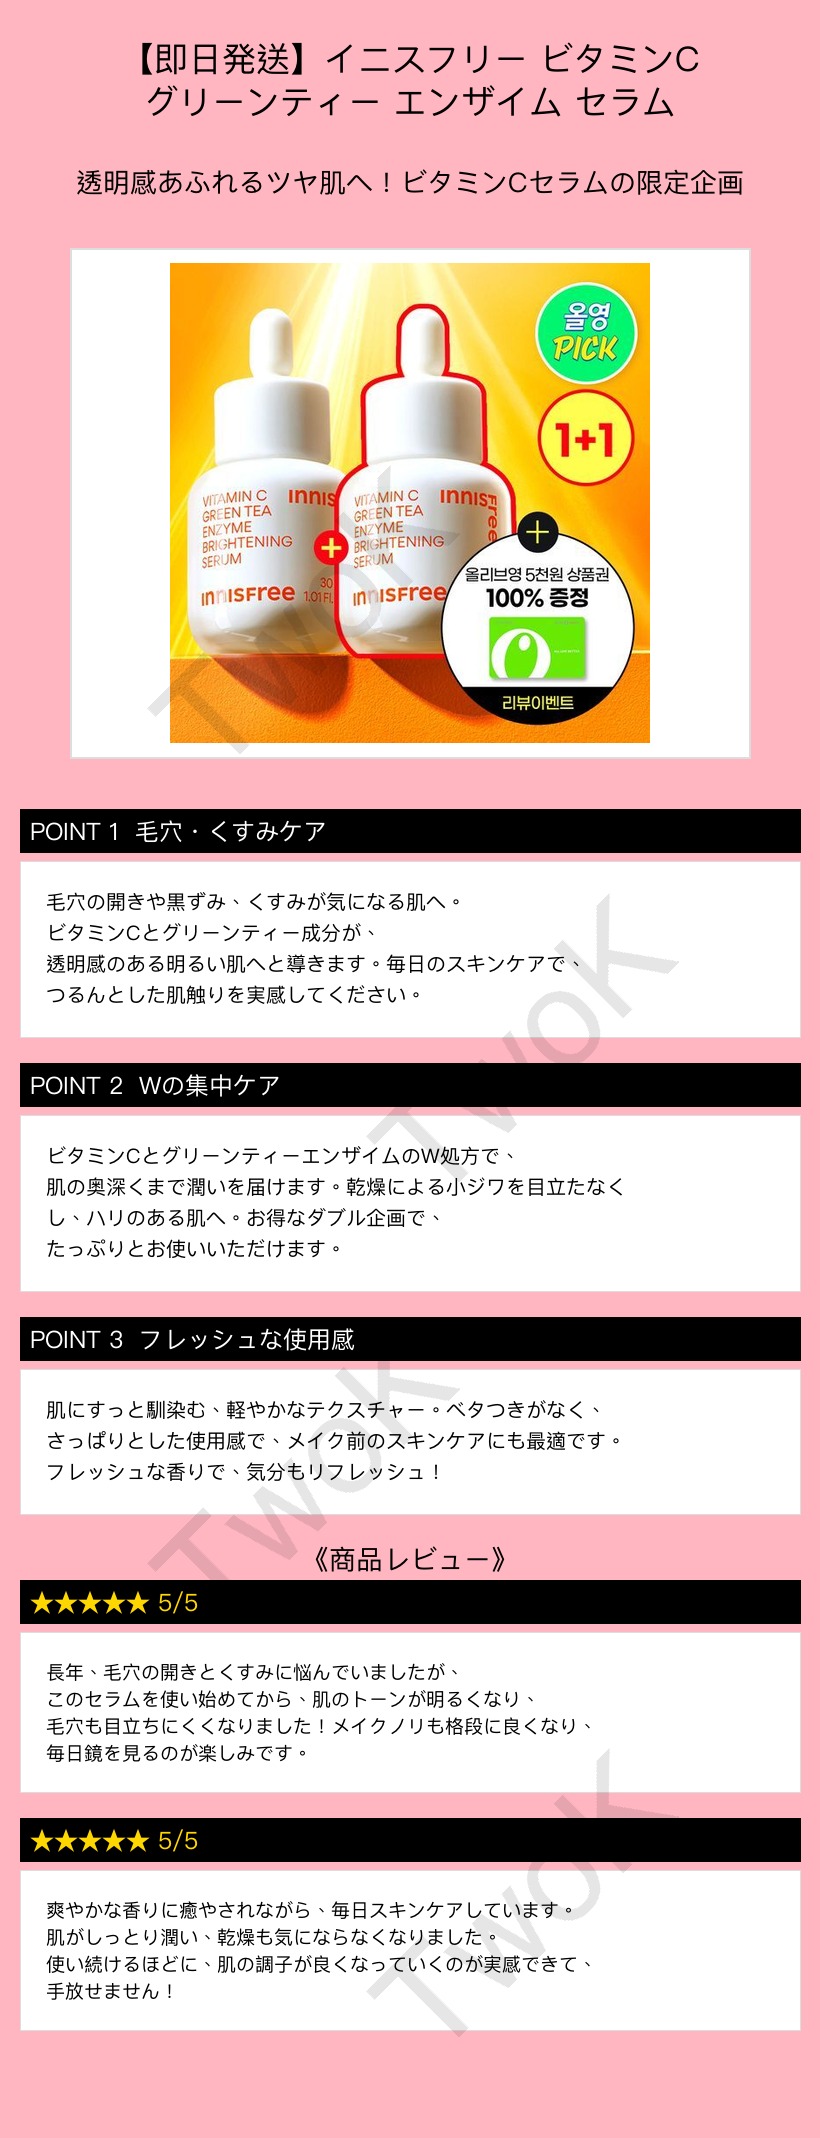 【即日発送】イニスフリー ビタミンC
グリーンティー エンザイム セラム
透明感あふれるツヤ肌へ！ビタミンCセラムの限定企画
올영
PICK
1+1
VITAMIN C
GREEN TEA
ENZYME
BRIGHTENING
SERUM
innis
innisFree
30
1.01 Fl.
+
VITAMIN C
GREEN TEA
ENZYME
BRIGHTENING
SERUM
innisFree
innisFree
+
올리브영 5천원 상품권
100% 증정
리뷰이벤트
TwoK
POINT 1 毛穴・くすみケア
毛穴の開きや黒ずみ、くすみが気になる肌へ。
ビタミンCとグリーンティー成分が、
透明感のある明るい肌へと導きます。毎日のスキンケアで、
つるんとした肌触りを実感してください。
TwoK
POINT 2 Wの集中ケア
ビタミンCとグリーンティーエンザイムのW処方で、
肌の奥深くまで潤いを届けます。乾燥による小ジワを目立たなく
し、ハリのある肌へ。お得なダブル企画で、
たっぷりとお使いいただけます。
POINT 3 フレッシュな使用感
肌にすっと馴染む、軽やかなテクスチャー。ベタつきがなく、
さっぱりとした使用感で、メイク前のスキンケアにも最適です。
フレッシュな香りで、気分もリフレッシュ！
TwoK
《商品レビュー》
★★★★★ 5/5
長年、毛穴の開きとくすみに悩んでいましたが、
このセラムを使い始めてから、肌のトーンが明るくなり、
毛穴も目立ちにくくなりました！メイクノリも格段に良くなり、
毎日鏡を見るのが楽しみです。
★★★★★ 5/5
爽やかな香りに癒やされながら、毎日スキンケアしています。
肌がしっとり潤い、乾燥も気にならなくなりました。
使い続けるほどに、肌の調子が良くなっていくのが実感できて、
手放せません！
TwoK